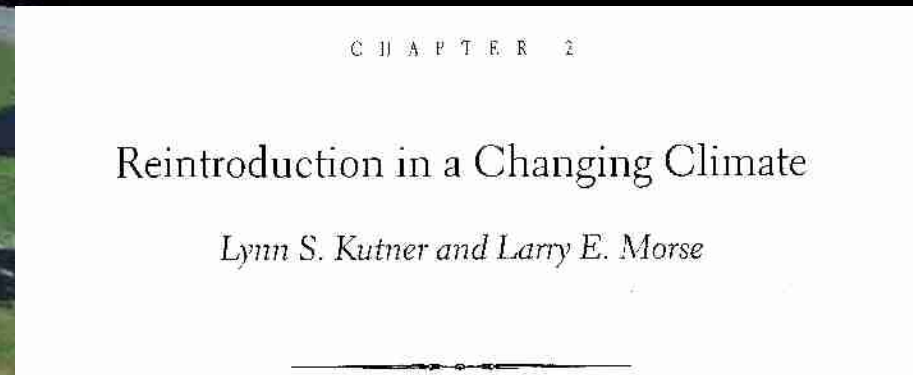 CHAPTER 2
Reintroduction in a Changing Climate
Lynn S. Kutner and Larry E. Morse